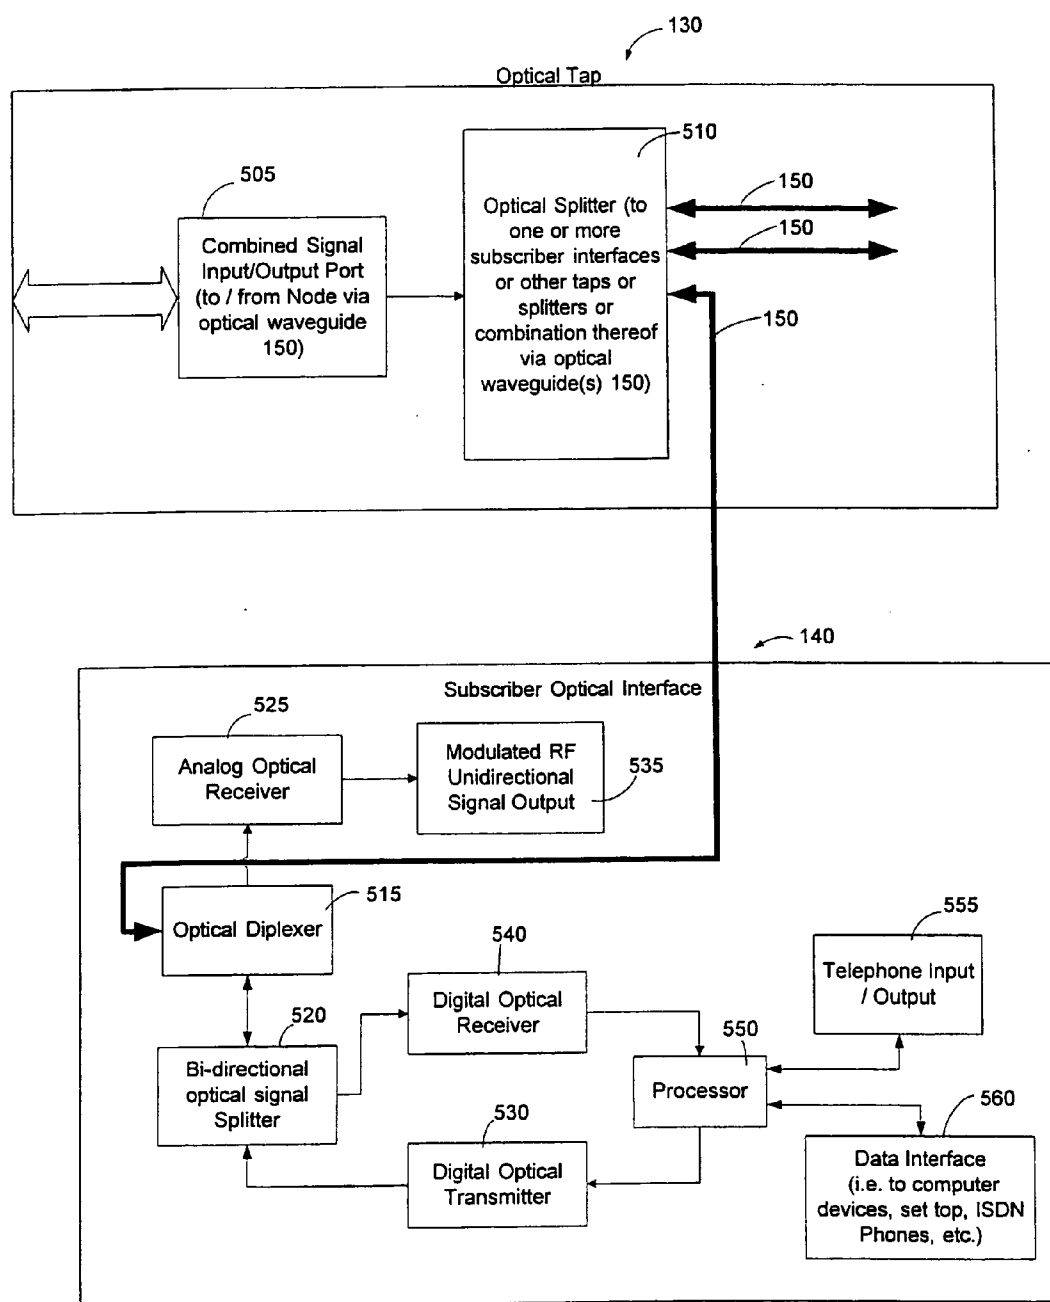 130
Optical Tap
510
505
150
Optical Splitter (to
one or more
subscriber interfaces
or other taps or
splitters or
combination thereof
via optical
waveguide(s) 150)
150
Combined Signal
Input/Output Port
(to / from Node via
optical waveguide
150)
150
140
Subscriber Optical Interface
525
Analog Optical
Receiver
Modulated RF
Unidirectional
Signal Output
535
515
Optical Diplexer
555
540
Telephone Input
/ Output
Digital Optical
Receiver
520
550
Bi-directional
optical signal
Splitter
Processor
560
530
Digital Optical
Transmitter
Data Interface
(i.e. to computer
devices, set top, ISDN
Phones, etc.)